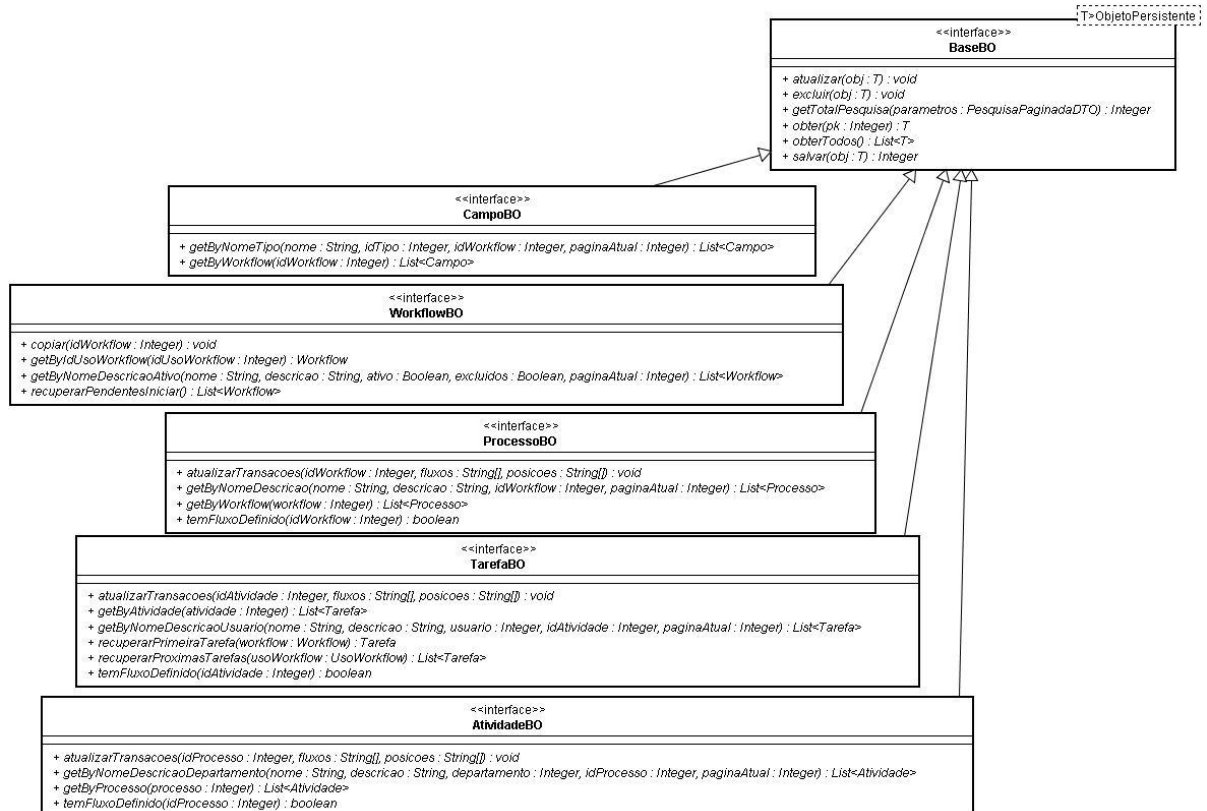 T>ObjetoPersistente
<<interface>>
BaseBO
+ atualizar(obj : T) : void
+ excluir(obj : T) : void
+ getTotalPesquisa(parametros : PesquisaPaginadaDTO) : Integer
+ obter(pk : Integer) : T
+ obterTodos() : List<T>
+ salvar(obj : T) : Integer
<<interface>>
CampoBO
+ getByNomeTipo(nome : String, idTipo : Integer, idWorkflow : Integer, paginaAtual : Integer) : List<Campo>
+ getByWorkflow(idWorkflow : Integer) : List<Campo>
<<interface>>
WorkflowBO
+ copiar(idWorkflow : Integer) : void
+ getByIdUsoWorkflow(idUsoWorkflow : Integer) : Workflow
+ getByNomeDescricaoAtivo(nome : String, descricao : String, ativo : Boolean, excluidos : Boolean, paginaAtual : Integer) : List<Workflow>
+ recuperarPendentesIniciar() : List<Workflow>
<<interface>>
ProcessoBO
+ atualizarTransacoes(idWorkflow : Integer, fluxos : String[], posicoes : String[]) : void
+ getByNomeDescricao(nome : String, descricao : String, idWorkflow : Integer, paginaAtual : Integer) : List<Processo>
+ getByWorkflow(workflow : Integer) : List<Processo>
+ temFluxoDefinido(idWorkflow : Integer) : boolean
<<interface>>
TarefaBO
+ atualizarTransacoes(idAtividade : Integer, fluxos : String[], posicoes : String[]) : void
+ getByAtividade(atividade : Integer) : List<Tarefa>
+ getByNomeDescricaoUsuario(nome : String, descricao : String, usuario : Integer, idAtividade : Integer, paginaAtual : Integer) : List<Tarefa>
+ recuperarPrimeiraTarefa(workflow : Workflow) : Tarefa
+ recuperarProximasTarefas(usoWorkflow : UsoWorkflow) : List<Tarefa>
+ temFluxoDefinido(idAtividade : Integer) : boolean
<<interface>>
AtividadeBO
+ atualizarTransacoes(idProcesso : Integer, fluxos : String[], posicoes : String[]) : void
+ getByNomeDescricaoDepartamento(nome : String, descricao : String, departamento : Integer, idProcesso : Integer, paginaAtual : Integer) : List<Atividade>
+ getByProcesso(processo : Integer) : List<Atividade>
+ temFluxoDefinido(idProcesso : Integer) : boolean